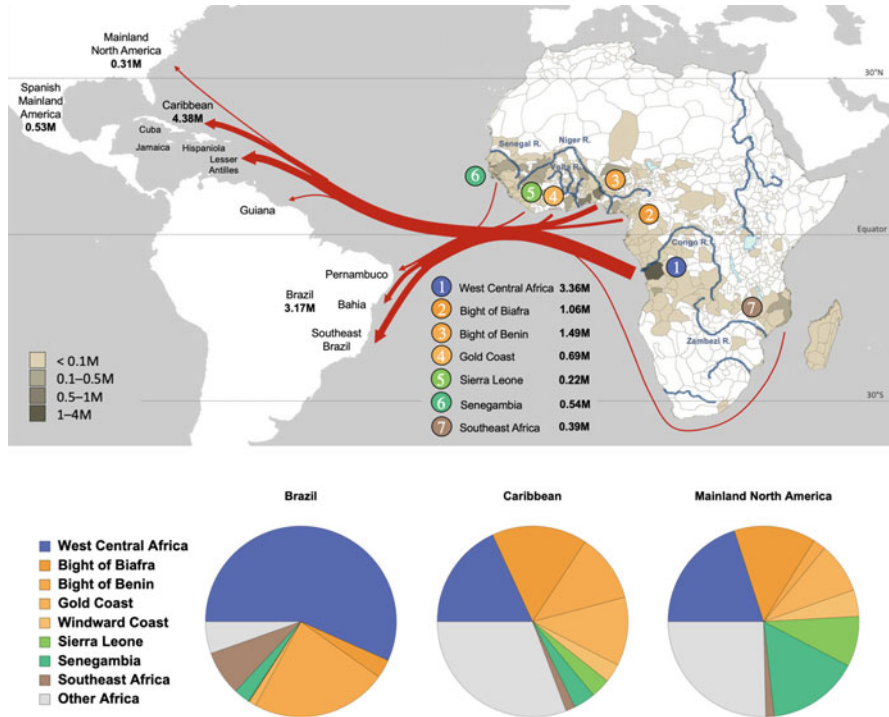 Mainland
North America
0.31M
Spanish
Mainland
America
0.53M
Caribbean
4.38M
Cuba
Jamaica
Hispaniola
Lesser
Antilles
Guiana
Pernambuco
Brazil
3.17M
Bahia
Southeast
Brazil
Senegal R.
Niger R.
Volta R.
Congo R.
Zambezi R.
30°N
Equator
30°S
6
5
4
3
2
1
7
1 West Central Africa 3.36M
2 Bight of Biafra 1.06M
3 Bight of Benin 1.49M
4 Gold Coast 0.69M
5 Sierra Leone 0.22M
6 Senegambia 0.54M
7 Southeast Africa 0.39M
< 0.1M
0.1–0.5M
0.5–1M
1–4M
Brazil
Caribbean
Mainland North America
West Central Africa
Bight of Biafra
Bight of Benin
Gold Coast
Windward Coast
Sierra Leone
Senegambia
Southeast Africa
Other Africa